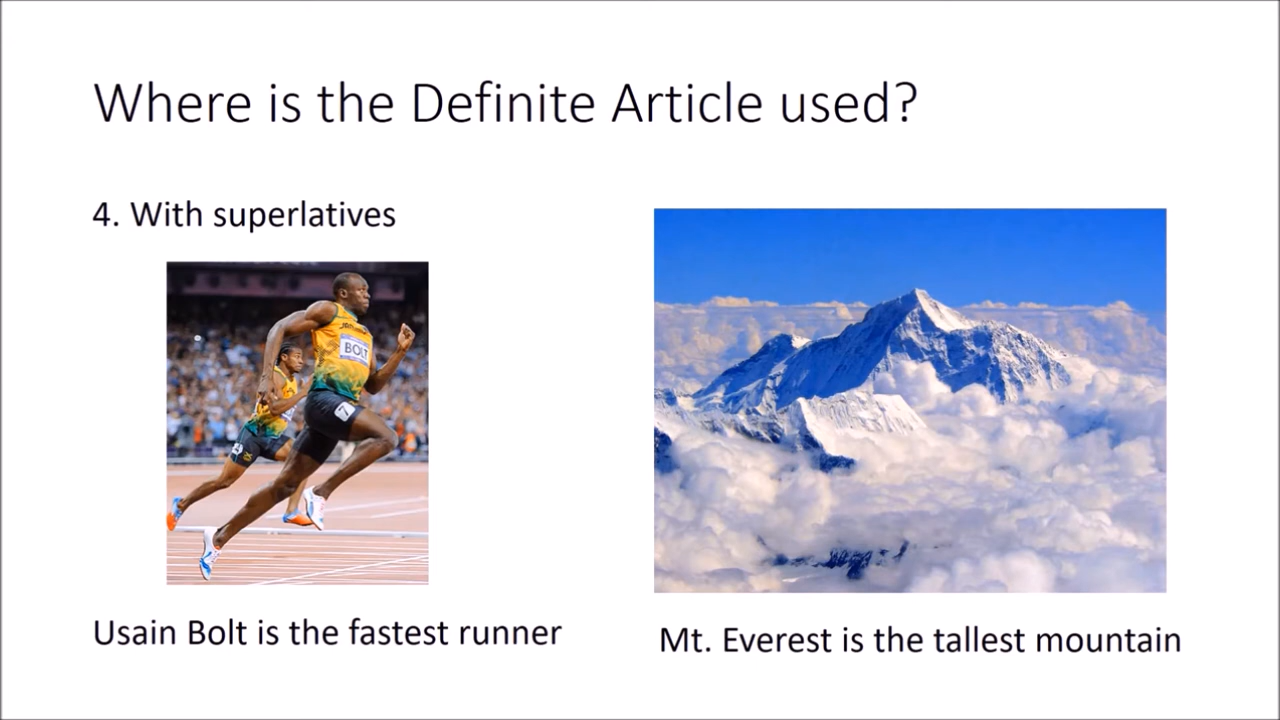 Where is the Definite Article used?
4. With superlatives
BOLT
7
Usain Bolt is the fastest runner
Mt. Everest is the tallest mountain